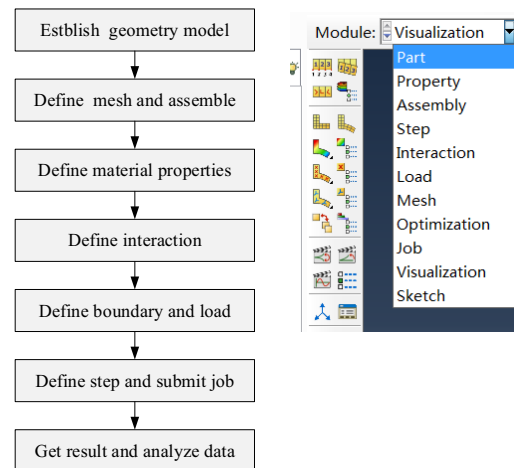 Estblish geometry model
Define mesh and assemble
Define material properties
Define interaction
Define boundary and load
Define step and submit job
Get result and analyze data
Module: Visualization
Part
Property
Assembly
Step
Interaction
Load
Mesh
Optimization
Job
Visualization
Sketch